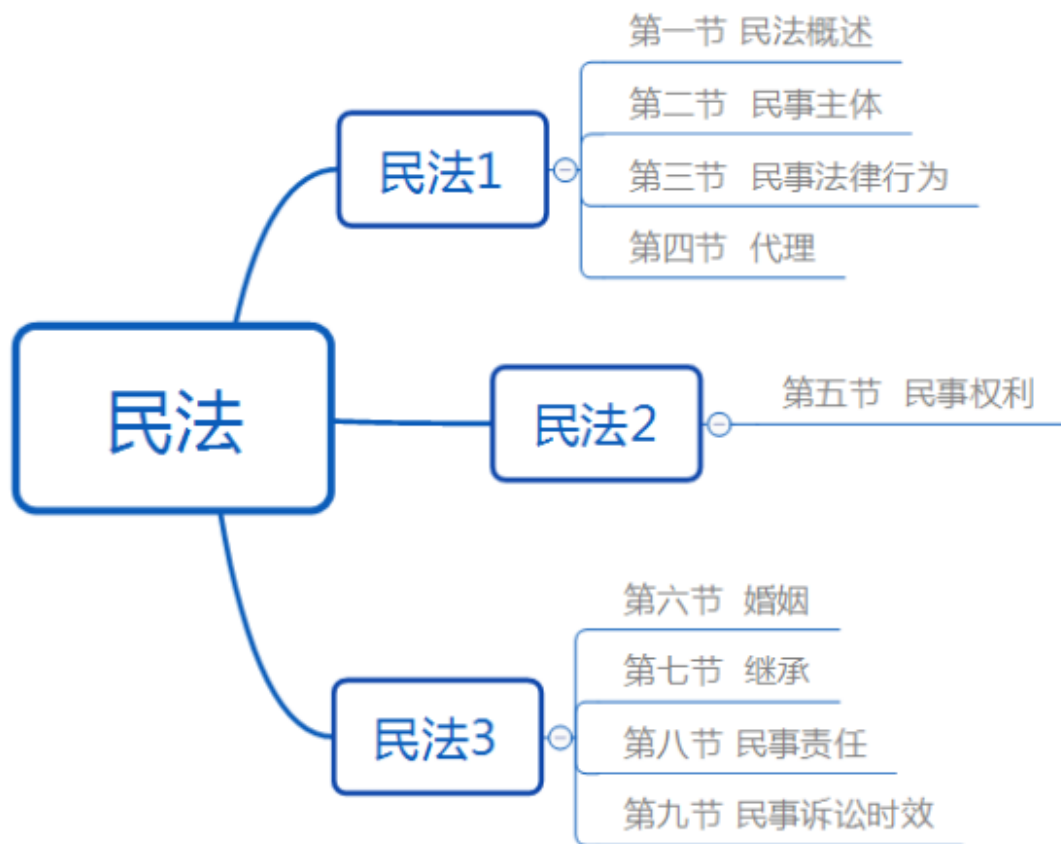 第一节 民法概述
第二节 民事主体
民法1
第三节 民事法律行为
第四节 代理
民法
第五节 民事权利
民法2
第六节 婚姻
第七节 继承
民法3
第八节 民事责任
第九节 民事诉讼时效